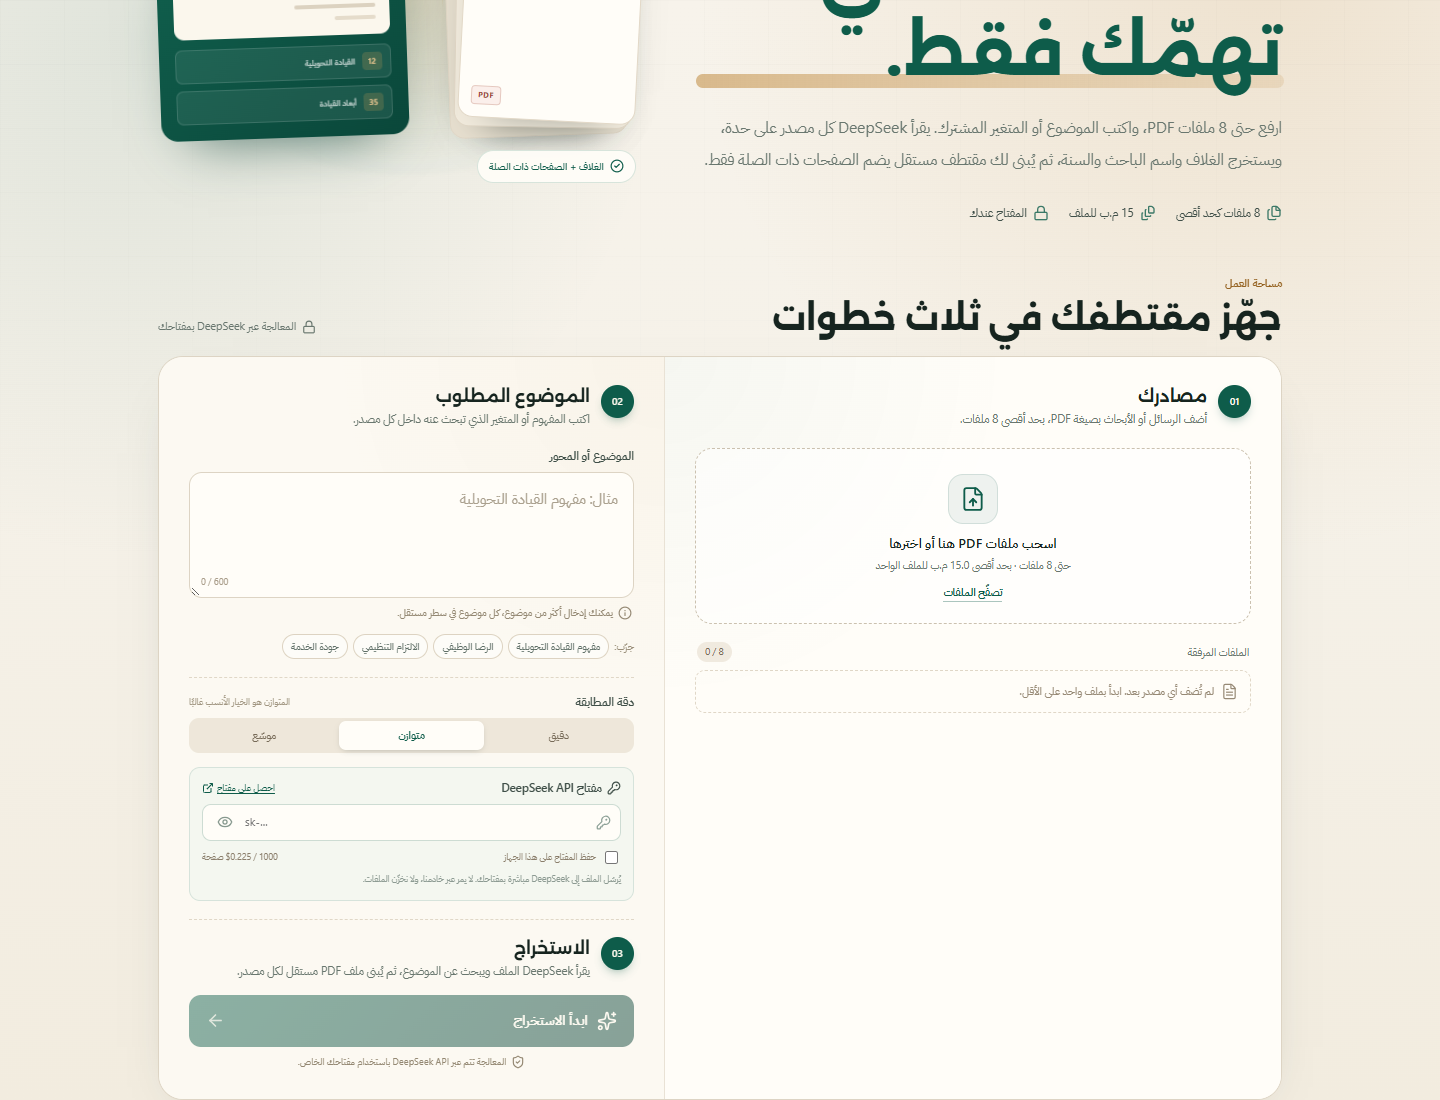 تهمّك فقط.
ارفع حتى 8 ملفات PDF، واكتب الموضوع أو المتغير المشترك. يقرأ DeepSeek كل مصدر على حدة،
ويستخرج الغلاف واسم الباحث والسنة، ثم يُبنى لك مقتطف مستقل يضم الصفحات ذات الصلة فقط.
8 ملفات كحد أقصى
15 م.ب للملف
المفتاح عندك
PDF
الغلاف + الصفحات ذات الصلة
12 القيادة التحويلية
35 أبعاد القيادة
مساحة العمل
جهّز مقتطفك في ثلاث خطوات
المعالجة عبر DeepSeek بمفتاحك
01 مصادرك
أضف الرسائل أو الأبحاث بصيغة PDF، بحد أقصى 8 ملفات.
اسحب ملفات PDF هنا أو اخترها
حتى 8 ملفات · بحد أقصى 15.0 م.ب للملف الواحد
تصفّح الملفات
الملفات المرفقة 0 / 8
لم تُضف أي مصدر بعد. ابدأ بملف واحد على الأقل.
02 الموضوع المطلوب
اكتب المفهوم أو المتغير الذي تبحث عنه داخل كل مصدر.
الموضوع أو المحور
مثال: مفهوم القيادة التحويلية
0 / 600
يمكنك إدخال أكثر من موضوع، كل موضوع في سطر مستقل.
جرّب: مفهوم القيادة التحويلية الرضا الوظيفي الالتزام التنظيمي جودة الخدمة
دقة المطابقة المتوازن هو الخيار الأنسب غالبًا
دقيق متوازن موسّع
مفتاح DeepSeek API احصل على مفتاح
sk-...
حفظ المفتاح على هذا الجهاز $0.225 / 1000 صفحة
يُرسَل الملف إلى DeepSeek مباشرة بمفتاحك. لا يمر عبر خادمنا، ولا نخزّن الملفات.
03 الاستخراج
يقرأ DeepSeek الملف ويبحث عن الموضوع، ثم يُبنى ملف PDF مستقل لكل مصدر.
ابدأ الاستخراج
المعالجة تتم عبر DeepSeek API باستخدام مفتاحك الخاص.